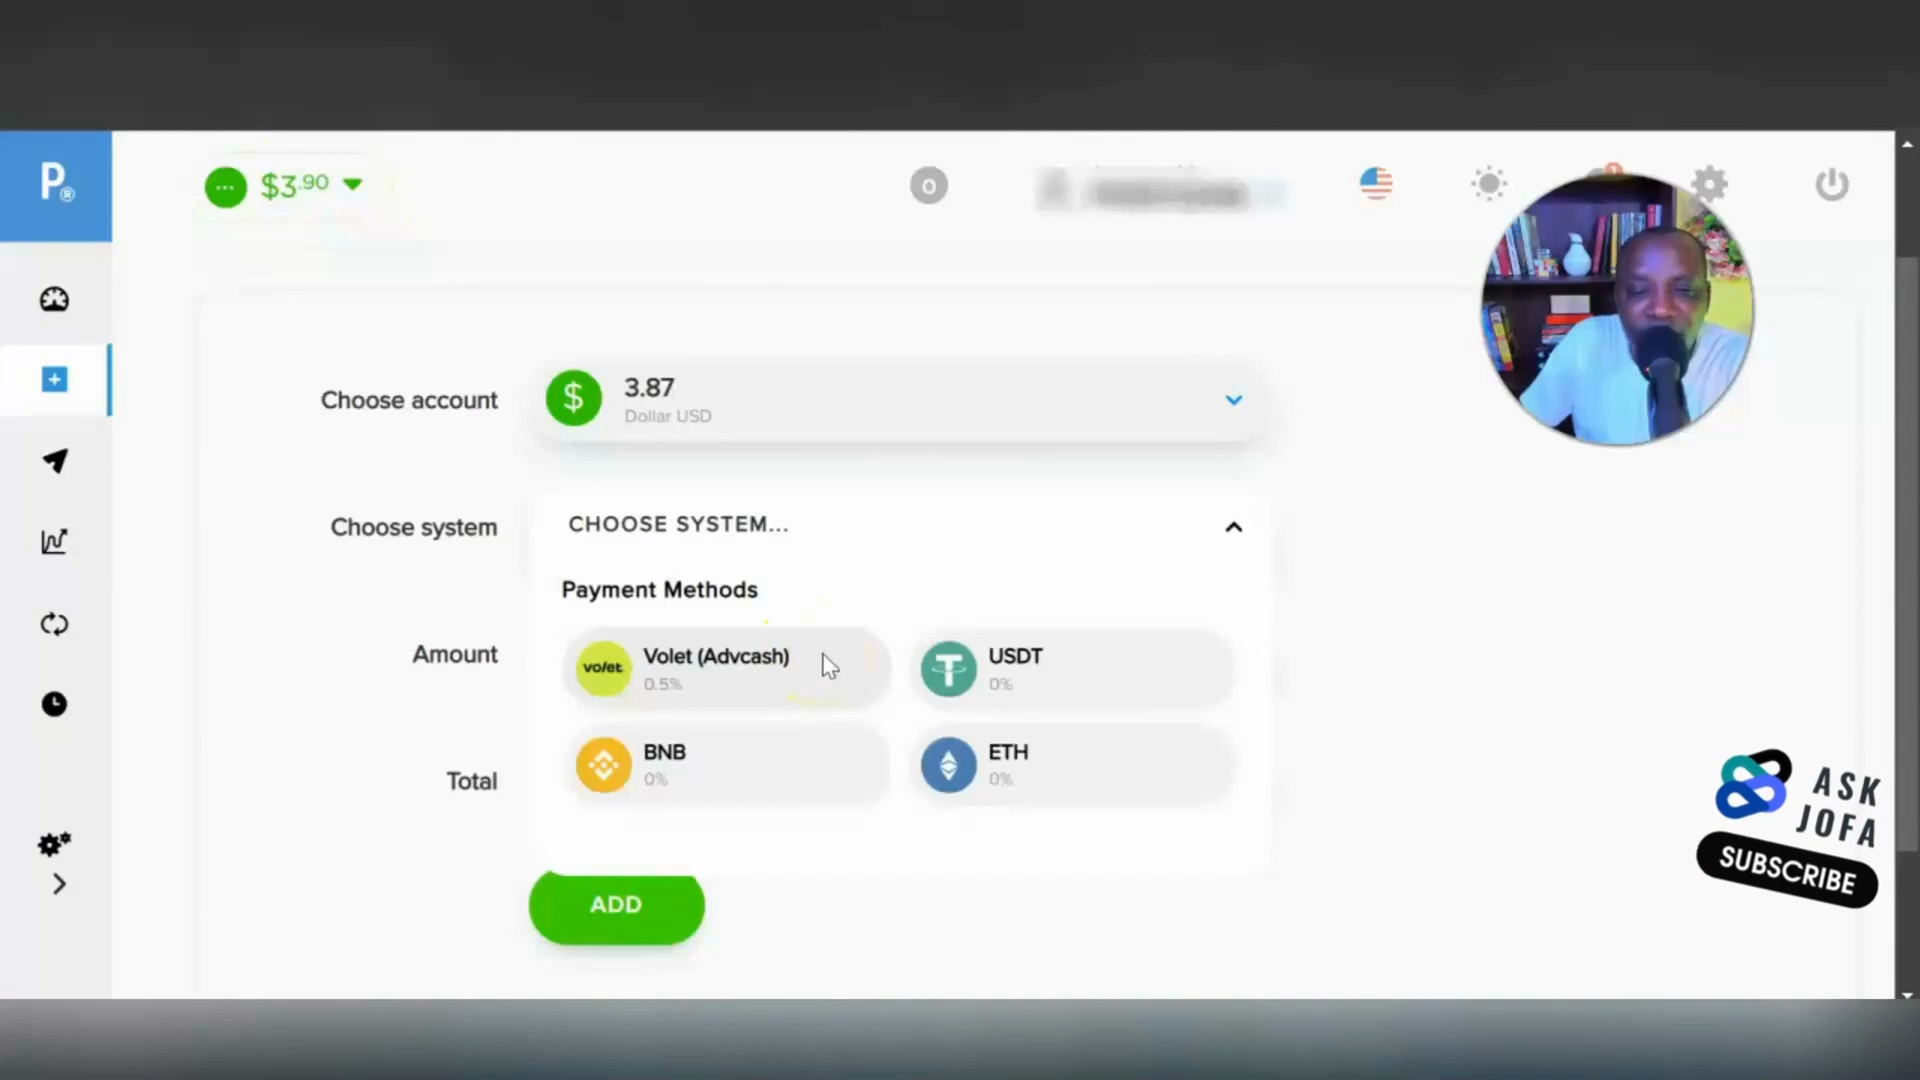 P®
$3.90
0
Choose account
3.87
Dollar USD
Choose system
CHOOSE SYSTEM...
Payment Methods
Amount
volet.
Volet (Advcash)
0.5%
USDT
0%
BNB
0%
ETH
0%
Total
ADD
ASK
JOFA
SUBSCRIBE